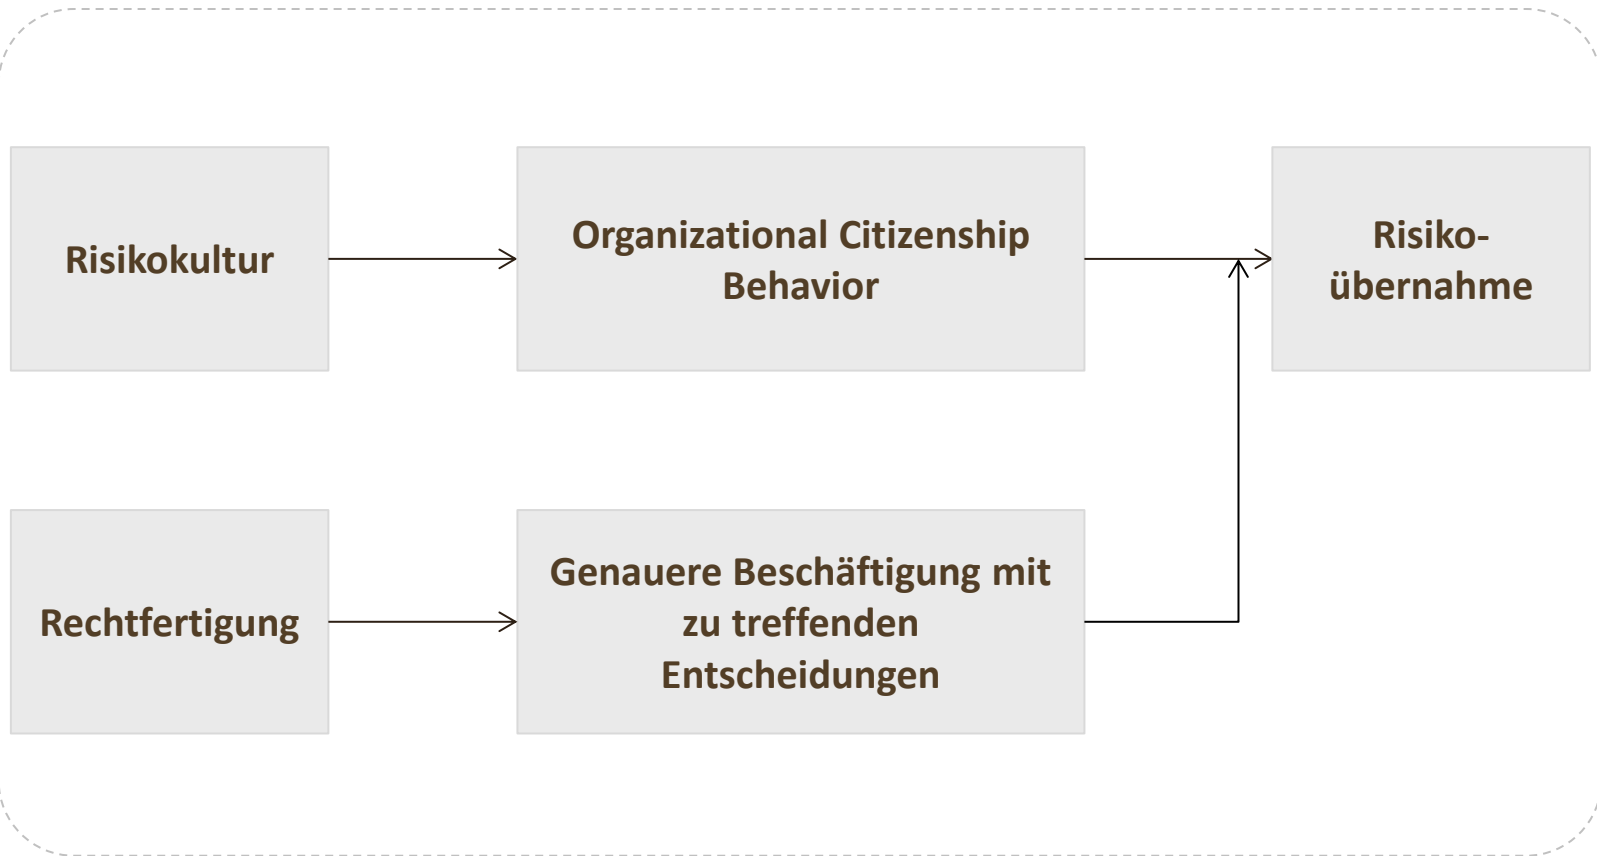 Risikokultur
Organizational Citizenship
Behavior
Risiko-
übernahme
Rechtfertigung
Genauere Beschäftigung mit
zu treffenden
Entscheidungen